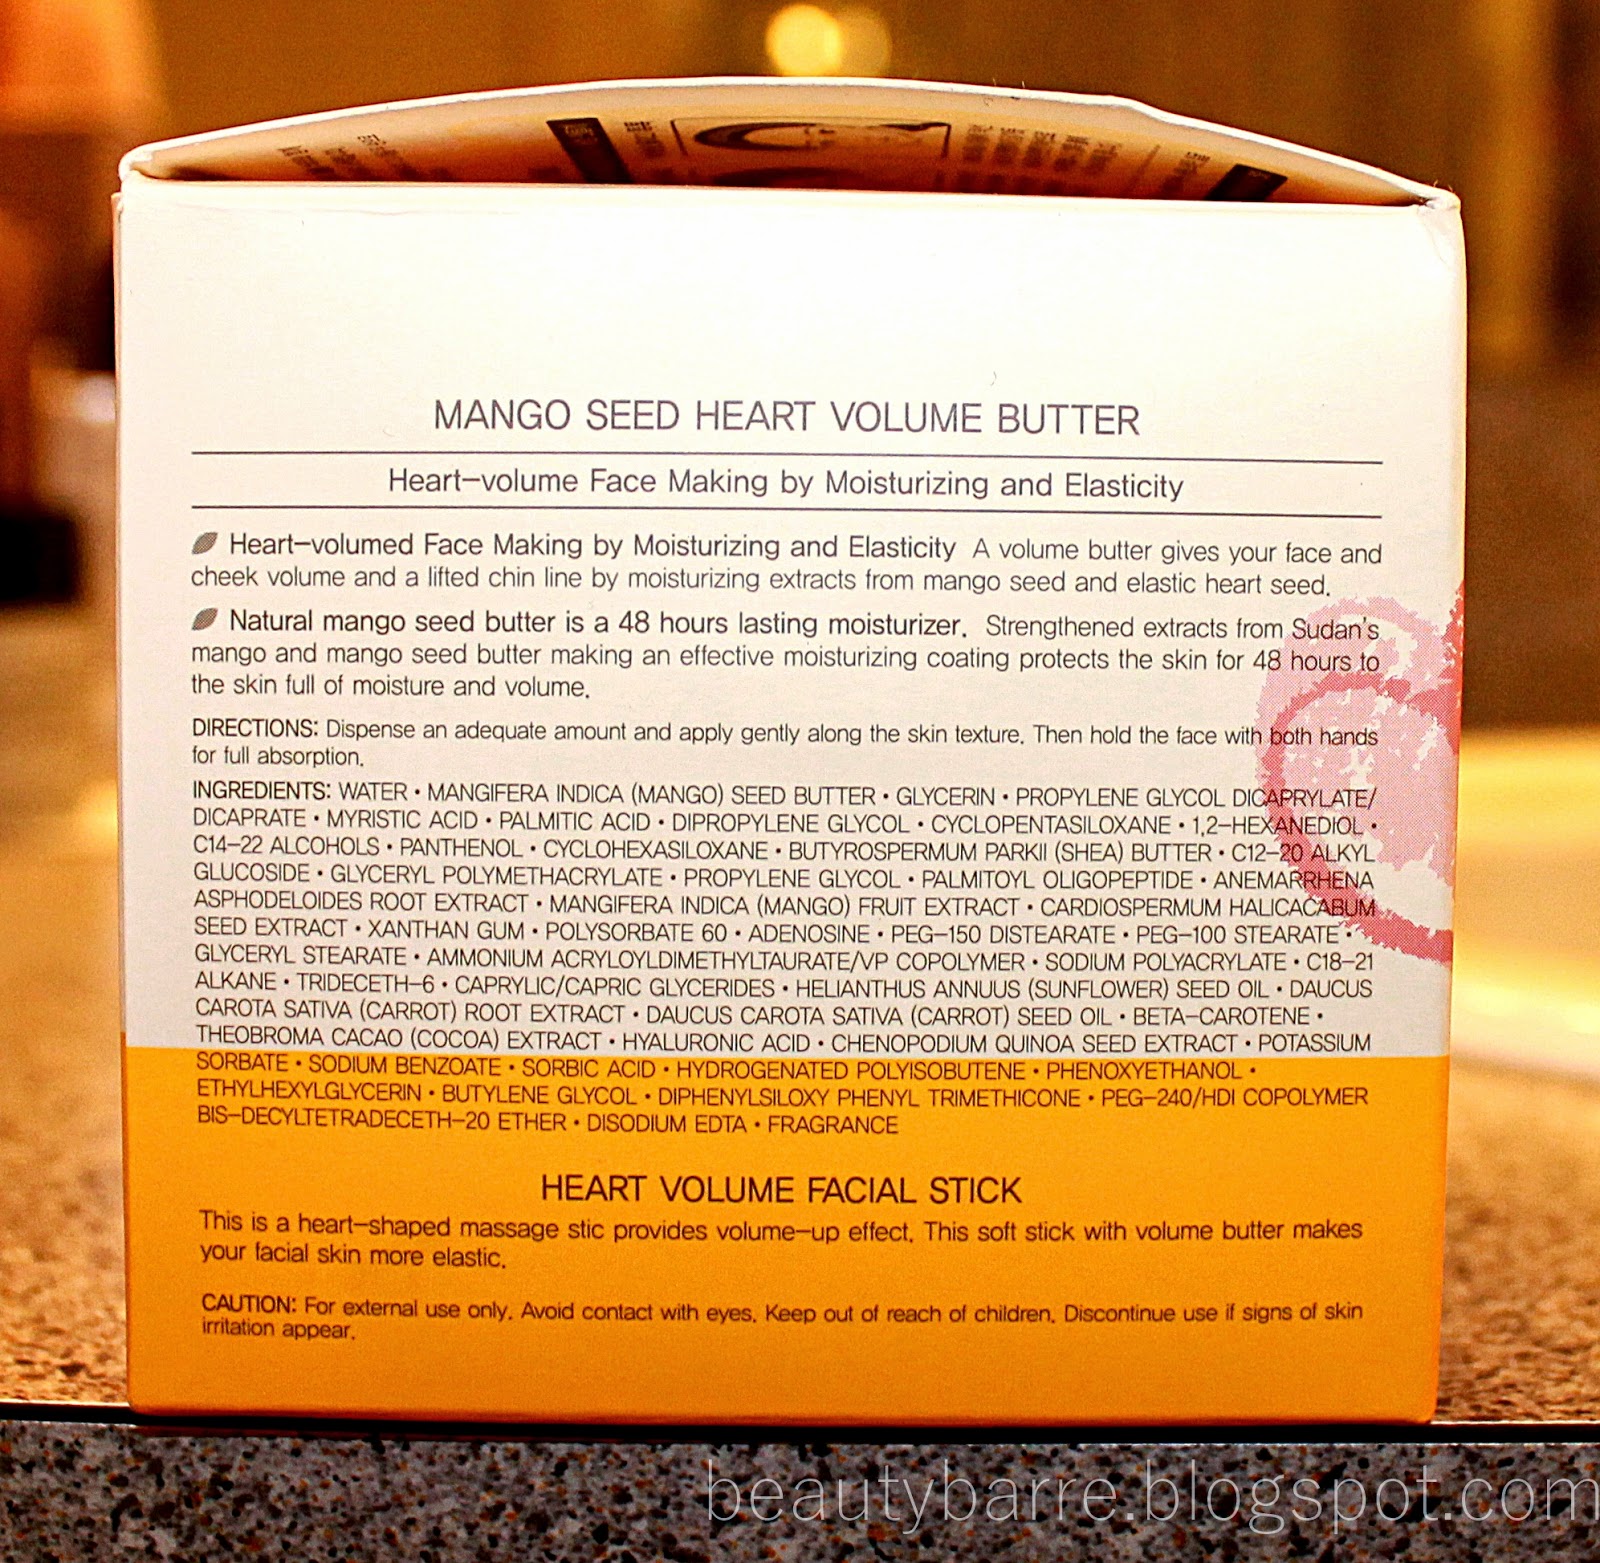 MANGO SEED HEART VOLUME BUTTER
Heart-volume Face Making by Moisturizing and Elasticity
Heart-volumed Face Making by Moisturizing and Elasticity A volume butter gives your face and
cheek volume and a lifted chin line by moisturizing extracts from mango seed and elastic heart seed.
Natural mango seed butter is a 48 hours lasting moisturizer. Strengthened extracts from Sudan's
mango and mango seed butter making an effective moisturizing coating protects the skin for 48 hours to
the skin full of moisture and volume.
DIRECTIONS: Dispense an adequate amount and apply gently along the skin texture. Then hold the face with both hands
for full absorption.
INGREDIENTS: WATER • MANGIFERA INDICA (MANGO) SEED BUTTER • GLYCERIN • PROPYLENE GLYCOL DICAPRYLATE/
DICAPRATE • MYRISTIC ACID • PALMITIC ACID • DIPROPYLENE GLYCOL • CYCLOPENTASILOXANE • 1,2-HEXANEDIOL •
C14-22 ALCOHOLS • PANTHENOL • CYCLOHEXASILOXANE • BUTYROSPERMUM PARKII (SHEA) BUTTER • C12-20 ALKYL
GLUCOSIDE • GLYCERYL POLYMETHACRYLATE • PROPYLENE GLYCOL • PALMITOYL OLIGOPEPTIDE • ANEMARRHENA
ASPHODELOIDES ROOT EXTRACT • MANGIFERA INDICA (MANGO) FRUIT EXTRACT • CARDIOSPERMUM HALICACABUM
SEED EXTRACT • XANTHAN GUM • POLYSORBATE 60 • ADENOSINE • PEG-150 DISTEARATE • PEG-100 STEARATE •
GLYCERYL STEARATE • AMMONIUM ACRYLOYLDIMETHYLTAURATE/VP COPOLYMER • SODIUM POLYACRYLATE • C18-21
ALKANE • TRIDECETH-6 • CAPRYLIC/CAPRIC GLYCERIDES • HELIANTHUS ANNUUS (SUNFLOWER) SEED OIL • DAUCUS
CAROTA SATIVA (CARROT) ROOT EXTRACT • DAUCUS CAROTA SATIVA (CARROT) SEED OIL • BETA-CAROTENE •
THEOBROMA CACAO (COCOA) EXTRACT • HYALURONIC ACID • CHENOPODIUM QUINOA SEED EXTRACT • POTASSIUM
SORBATE • SODIUM BENZOATE • SORBIC ACID • HYDROGENATED POLYISOBUTENE • PHENOXYETHANOL •
ETHYLHEXYLGLYCERIN • BUTYLENE GLYCOL • DIPHENYLSILOXY PHENYL TRIMETHICONE • PEG-240/HDI COPOLYMER
BIS-DECYLTETRADECETH-20 ETHER • DISODIUM EDTA • FRAGRANCE
HEART VOLUME FACIAL STICK
This is a heart-shaped massage stic provides volume-up effect. This soft stick with volume butter makes
your facial skin more elastic.
CAUTION: For external use only. Avoid contact with eyes. Keep out of reach of children. Discontinue use if signs of skin
irritation appear.
beautybarre.blogspot.com